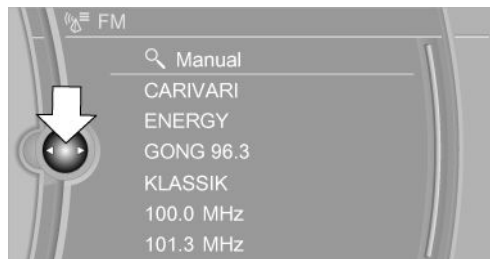 FM
Manual
CARIVARI
ENERGY
GONG 96.3
KLASSIK
100.0 MHz
101.3 MHz